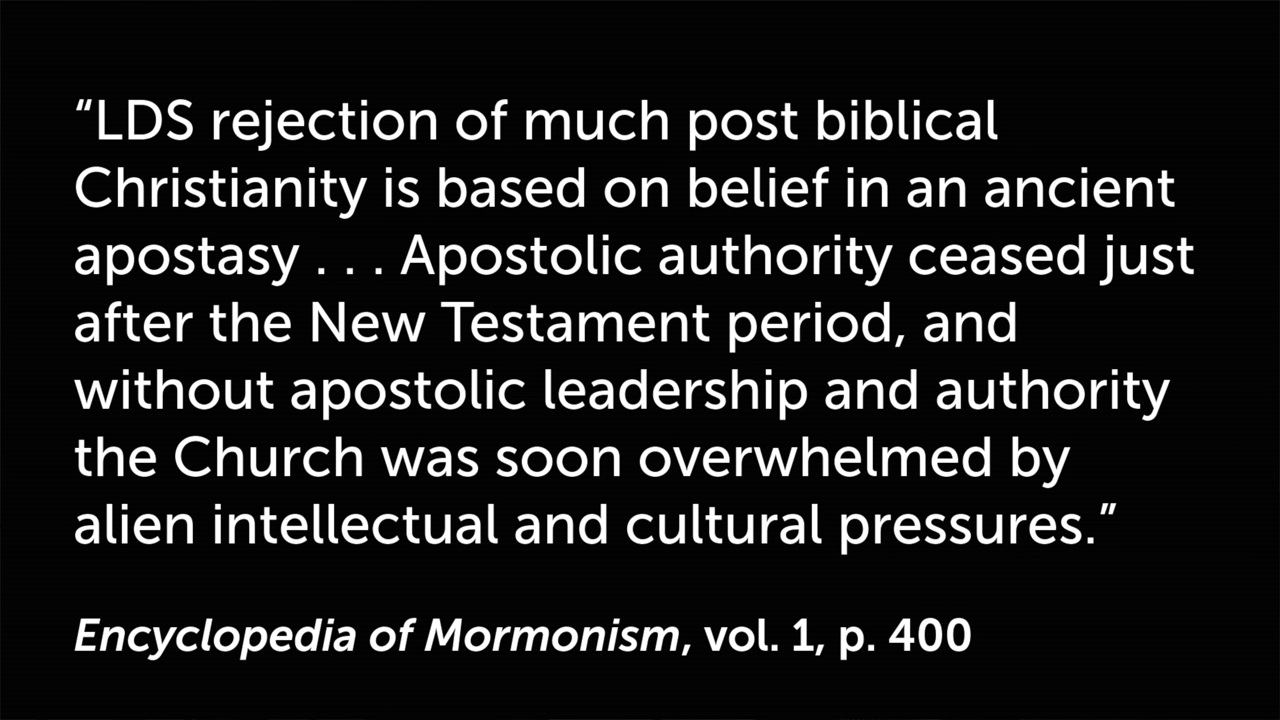 “LDS rejection of much post biblical
Christianity is based on belief in an ancient
apostasy . . . Apostolic authority ceased just
after the New Testament period, and
without apostolic leadership and authority
the Church was soon overwhelmed by
alien intellectual and cultural pressures.”
Encyclopedia of Mormonism, vol. 1, p. 400